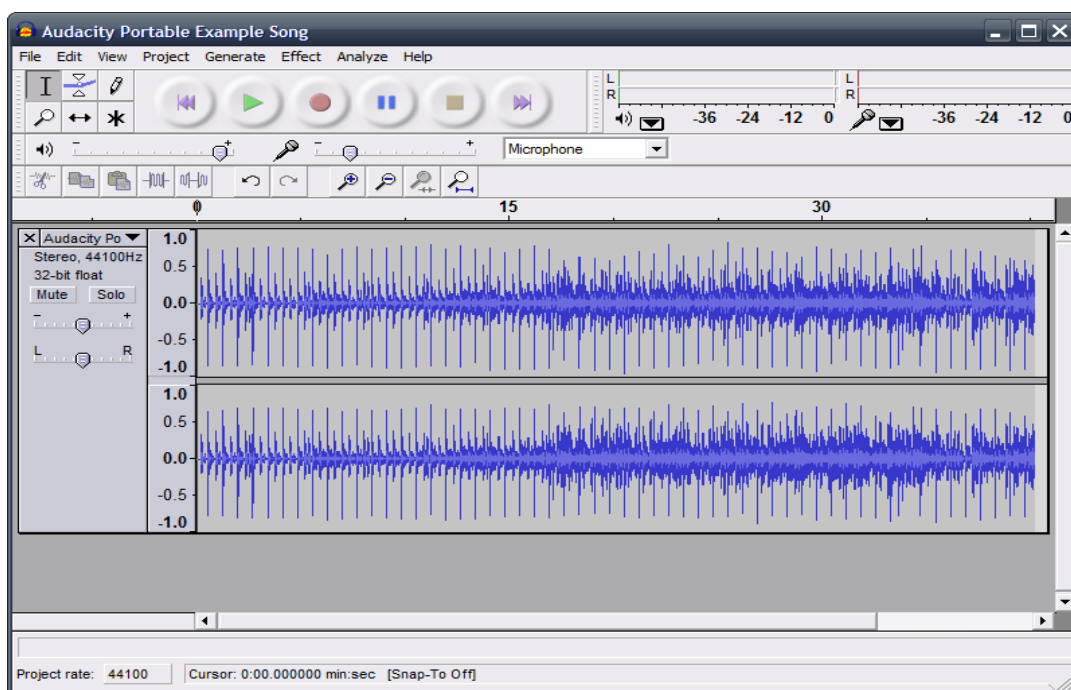 Audacity Portable Example Song
File Edit View Project Generate Effect Analyze Help
L
R
-36 -24 -12 0
L
R
-36 -24 -12 0
- +
- +
Microphone
0 15 30
Audacity Po
Stereo, 44100Hz
32-bit float
Mute Solo
- +
L R
1.0
0.5
0.0
-0.5
-1.0
1.0
0.5
0.0
-0.5
-1.0
Project rate: 44100 Cursor: 0:00.000000 min:sec [Snap-To Off]